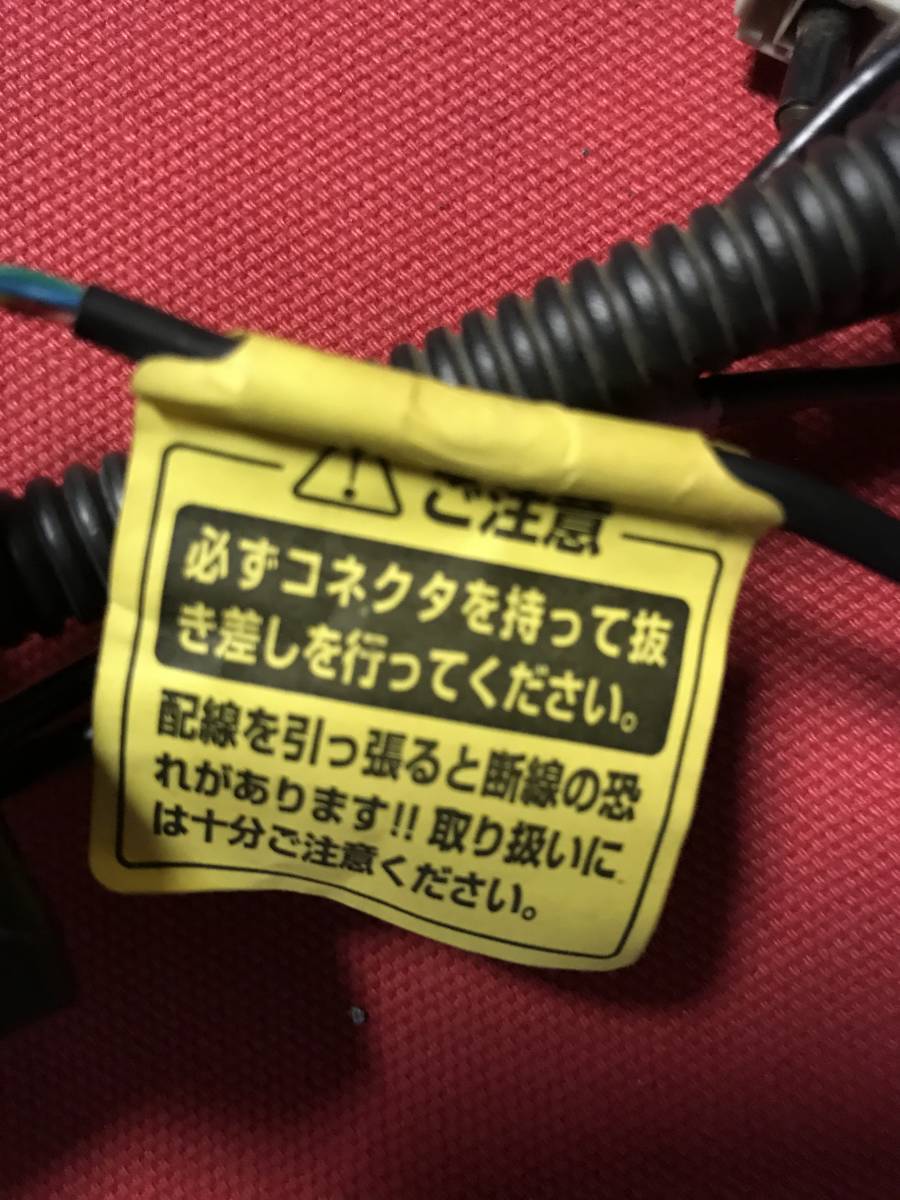 ご注意
必ずコネクタを持って抜
き差しを行ってください。
配線を引っ張ると断線の恐
れがあります!!取り扱いに
は十分ご注意ください。